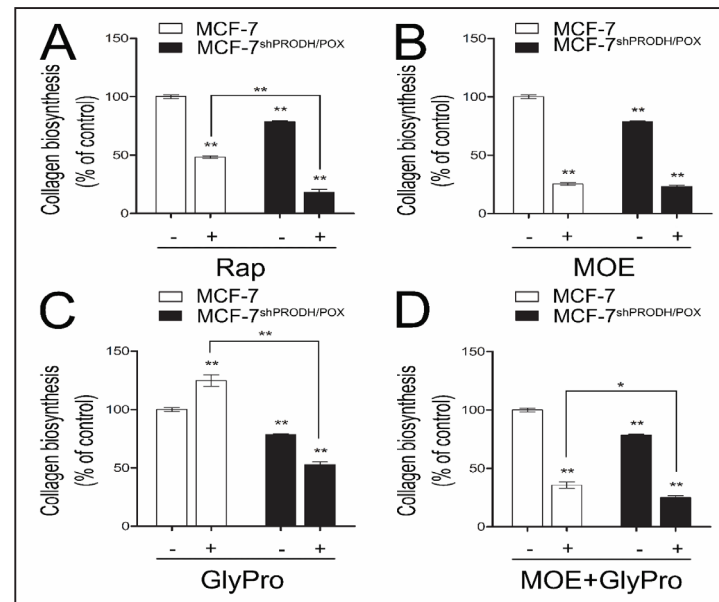 A
MCF-7
MCF-7shPRODH/POX
Collagen biosynthesis
(% of control)
150
100
50
0
**
**
**
**
- + - +
Rap
B
MCF-7
MCF-7shPRODH/POX
Collagen biosynthesis
(% of control)
150
100
50
0
**
**
**
- + - +
MOE
C
MCF-7
MCF-7shPRODH/POX
Collagen biosynthesis
(% of control)
150
100
50
0
**
**
**
**
- + - +
GlyPro
D
MCF-7
MCF-7shPRODH/POX
Collagen biosynthesis
(% of control)
150
100
50
0
*
**
**
**
- + - +
MOE+GlyPro